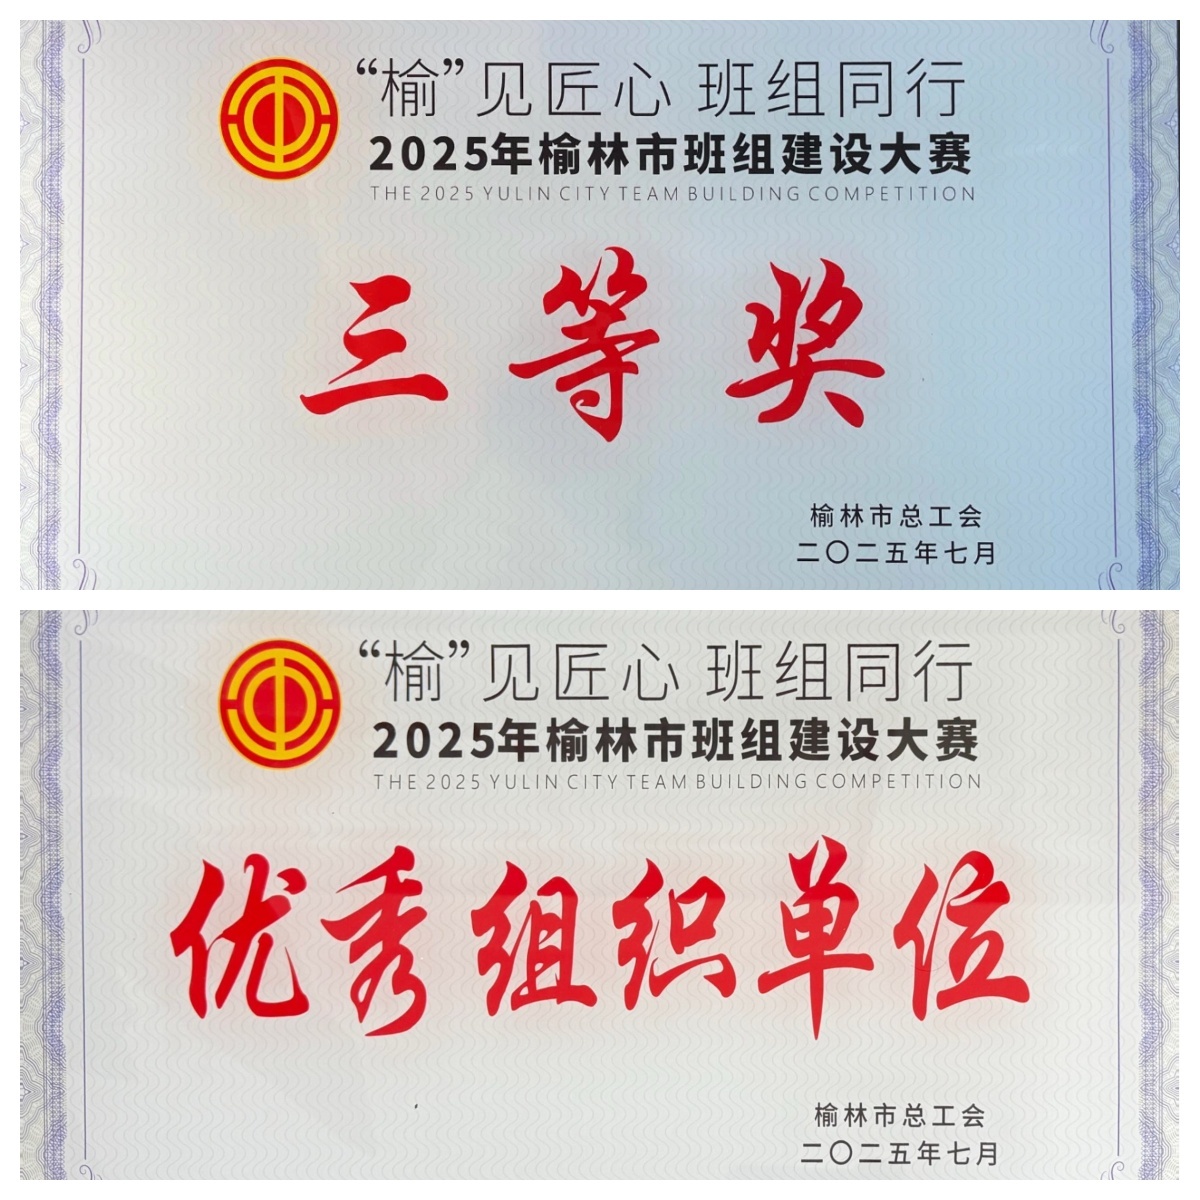 “榆”见匠心 班组同行
2025年榆林市班组建设大赛
THE 2025 YULIN CITY TEAM BUILDING COMPETITION
三等奖
榆林市总工会
二〇二五年七月
“榆”见匠心 班组同行
2025年榆林市班组建设大赛
THE 2025 YULIN CITY TEAM BUILDING COMPETITION
优秀组织单位
榆林市总工会
二〇二五年七月